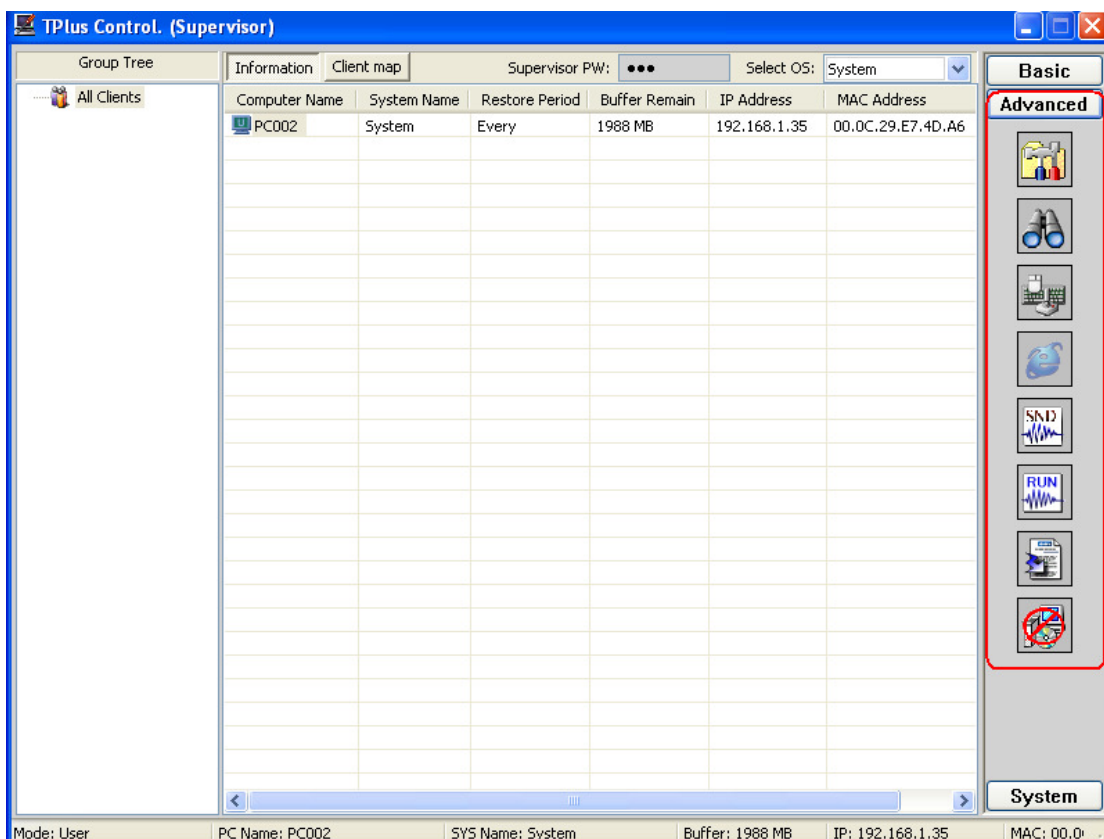 TPlus Control. (Supervisor)
Group Tree
Information Client map Supervisor PW: ●●● Select OS: System
Basic
All Clients
Computer Name System Name Restore Period Buffer Remain IP Address MAC Address
Advanced
PC002 System Every 1988 MB 192.168.1.35 00.0C.29.E7.4D.A6
SND
RUN
System
Mode: User PC Name: PC002 SYS Name: System Buffer: 1988 MB IP: 192.168.1.35 MAC: 00.0